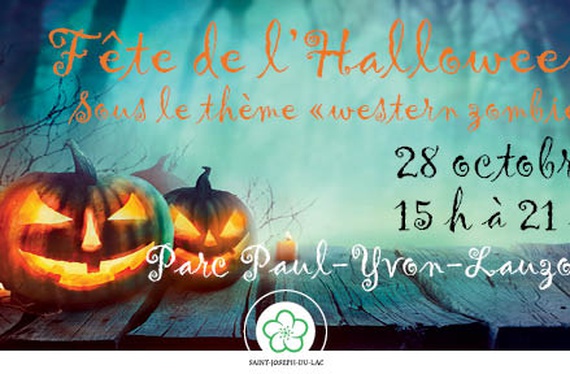 Fête de l'Hallowee
Sous le thème «western zombie
28 octobr
15 h à 21
Parc Paul-Yvon-Lauzo
SAINT-JOSEPH-DU-LAC